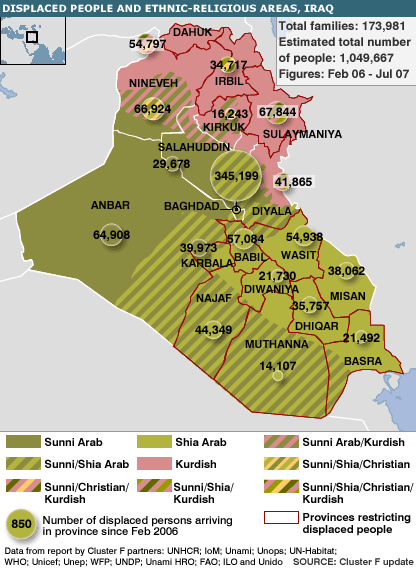 DISPLACED PEOPLE AND ETHNIC-RELIGIOUS AREAS, IRAQ
Total families: 173,981
Estimated total number
of people: 1,049,667
Figures: Feb 06 - Jul 07
DAHUK
54,797
34,717
IRBIL
NINEVEH
66,924
16,243
KIRKUK
67,844
SULAYMANIYA
SALAHUDDIN
29,678
345,199
41,865
ANBAR
BAGHDAD
DIYALA
64,908
39,973
KARBALA
57,084
BABIL
54,938
WASIT
21,730
DIWANIYA
38,062
MISAN
NAJAF
35,757
DHIQAR
44,349
MUTHANNA
14,107
21,492
BASRA
Sunni Arab
Shia Arab
Sunni Arab/Kurdish
Sunni/Shia Arab
Kurdish
Sunni/Shia/Christian
Sunni/Christian/
Kurdish
Sunni/Shia/
Kurdish
Sunni/Shia/Christian/
Kurdish
850
Number of displaced persons arriving
in province since Feb 2006
Provinces restricting
displaced people
Data from report by Cluster F partners: UNHCR; IoM; Unami; Unops; UN-Habitat;
WHO; Unicef; Unep; WFP; UNDP; Unami HRO; FAO; ILO and Unido
SOURCE: Cluster F update